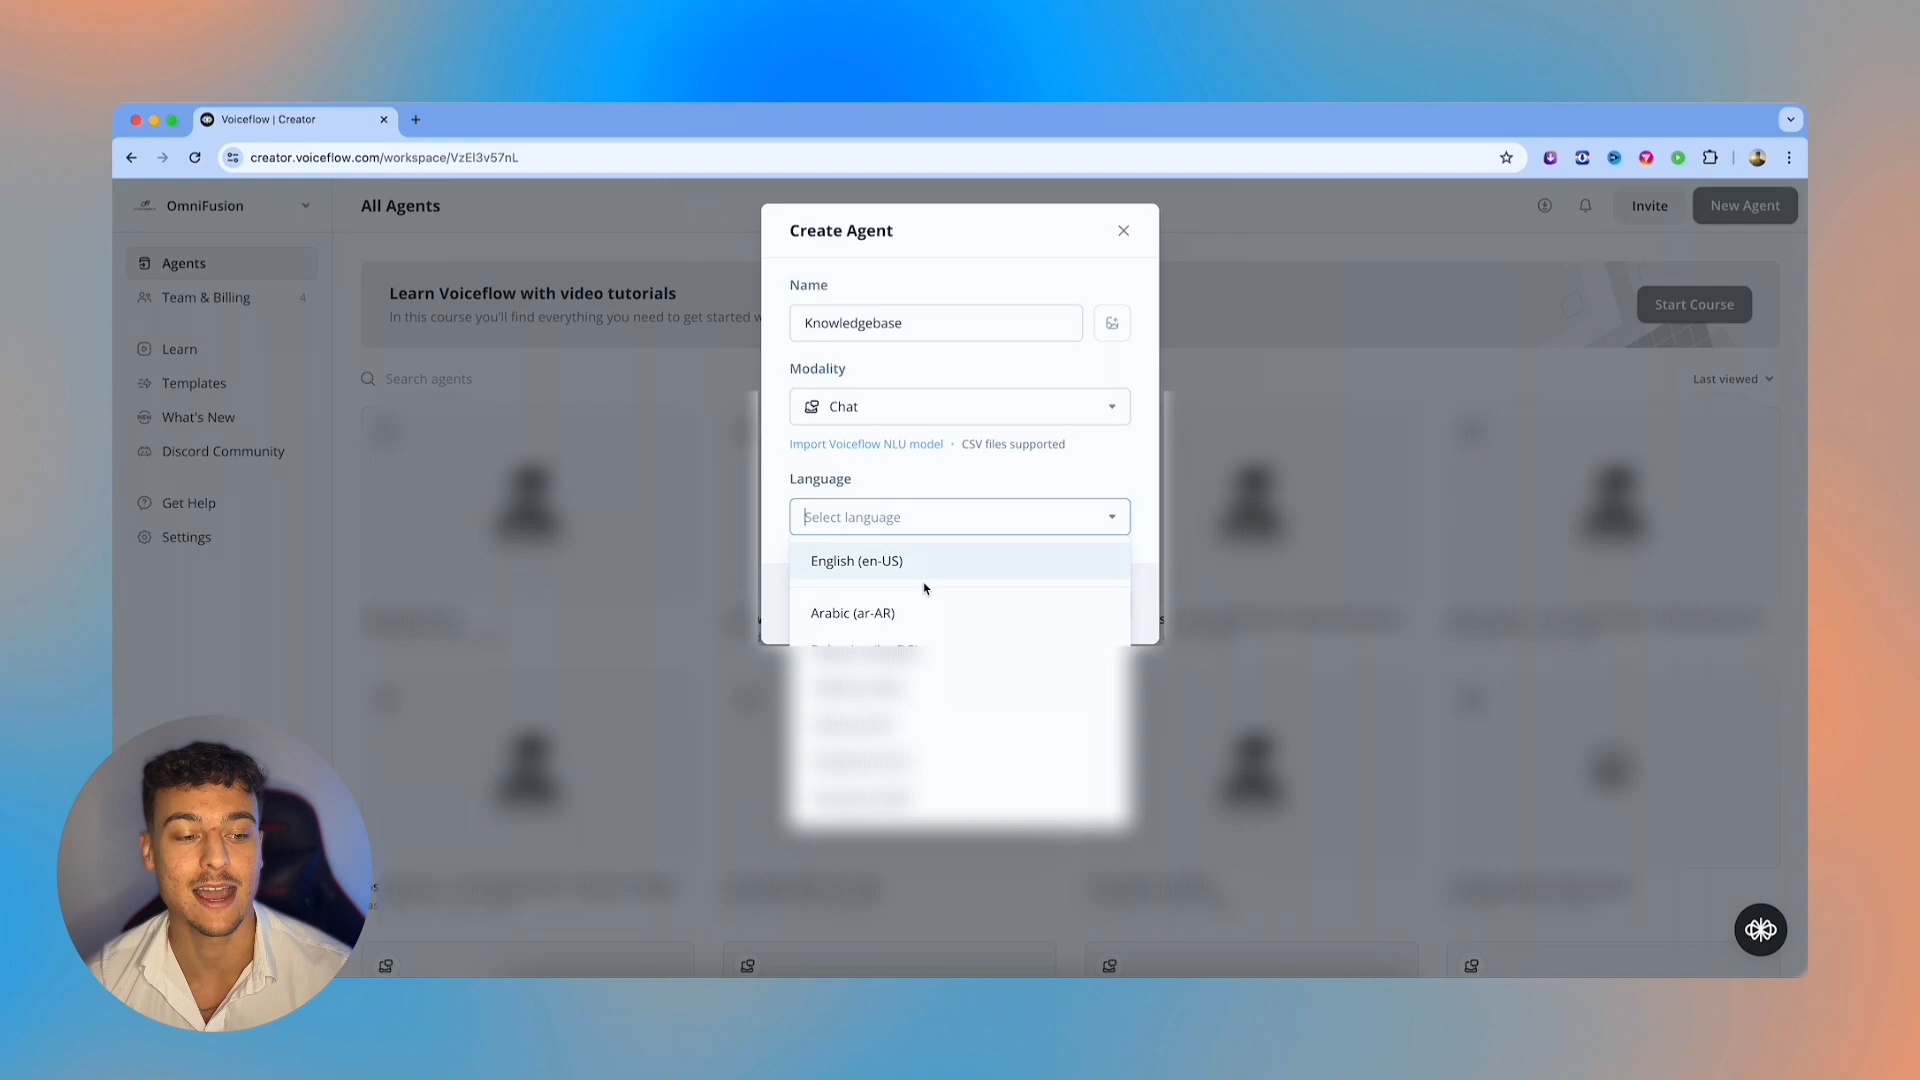 Voiceflow | Creator
creator.voiceflow.com/workspace/VzEl3v57nL
OmniFusion
All Agents
Invite
New Agent
Agents
Team & Billing
4
Learn
Templates
What's New
Discord Community
Get Help
Settings
Learn Voiceflow with video tutorials
In this course you'll find everything you need to get started
Start Course
Search agents
Last viewed
Create Agent
Name
Knowledgebase
Modality
Chat
Import Voiceflow NLU model • CSV files supported
Language
Select language
English (en-US)
Arabic (ar-AR)